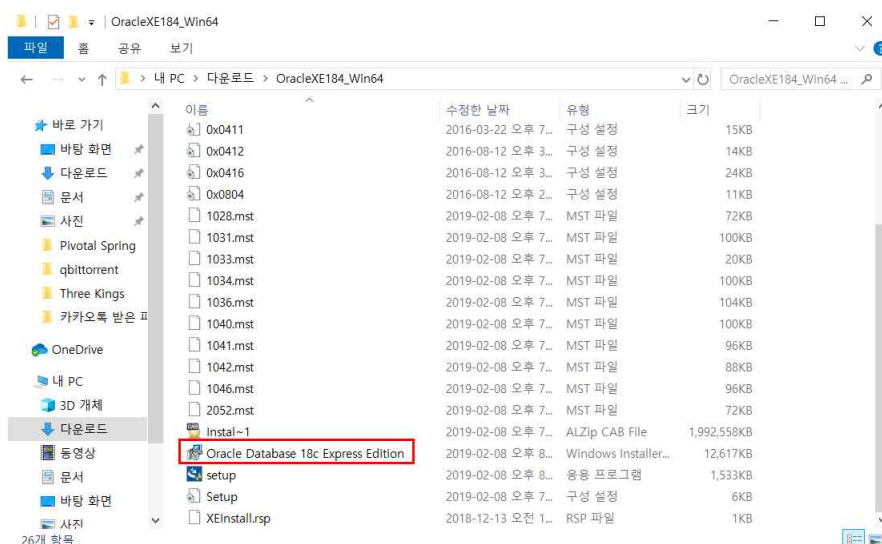 OracleXE184_Win64
파일 홈 공유 보기
내 PC > 다운로드 > OracleXE184_Win64
OracleXE184_Win64 ...
이름 수정한 날짜 유형 크기
바로 가기
바탕 화면
다운로드
문서
사진
Pivotal Spring
qbittorrent
Three Kings
카카오톡 받은
OneDrive
내 PC
3D 개체
다운로드
동영상
문서
바탕 화면
사진
0x0411 2016-03-22 오후 7... 구성 설정 15KB
0x0412 2016-08-12 오후 3... 구성 설정 14KB
0x0416 2016-08-12 오후 3... 구성 설정 24KB
0x0804 2016-08-12 오후 2... 구성 설정 11KB
1028.mst 2019-02-08 오후 7... MST 파일 72KB
1031.mst 2019-02-08 오후 7... MST 파일 100KB
1033.mst 2019-02-08 오후 7... MST 파일 20KB
1034.mst 2019-02-08 오후 7... MST 파일 100KB
1036.mst 2019-02-08 오후 7... MST 파일 104KB
1040.mst 2019-02-08 오후 7... MST 파일 100KB
1041.mst 2019-02-08 오후 7... MST 파일 96KB
1042.mst 2019-02-08 오후 7... MST 파일 88KB
1046.mst 2019-02-08 오후 7... MST 파일 96KB
2052.mst 2019-02-08 오후 7... MST 파일 72KB
Instal~1 2019-02-08 오후 7... ALZip CAB File 1,992,558KB
Oracle Database 18c Express Edition 2019-02-08 오후 8... Windows Installer... 12,617KB
setup 2019-02-08 오후 8... 응용 프로그램 1,533KB
Setup 2019-02-08 오후 7... 구성 설정 6KB
XEInstall.rsp 2018-12-13 오전 1... RSP 파일 1KB
26개 항목